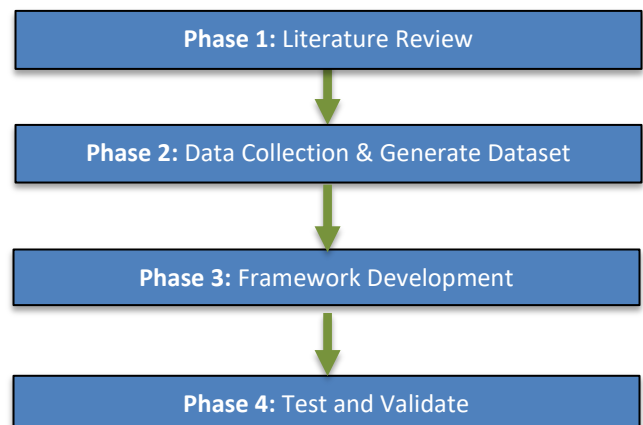 Phase 1: Literature Review
Phase 2: Data Collection & Generate Dataset
Phase 3: Framework Development
Phase 4: Test and Validate